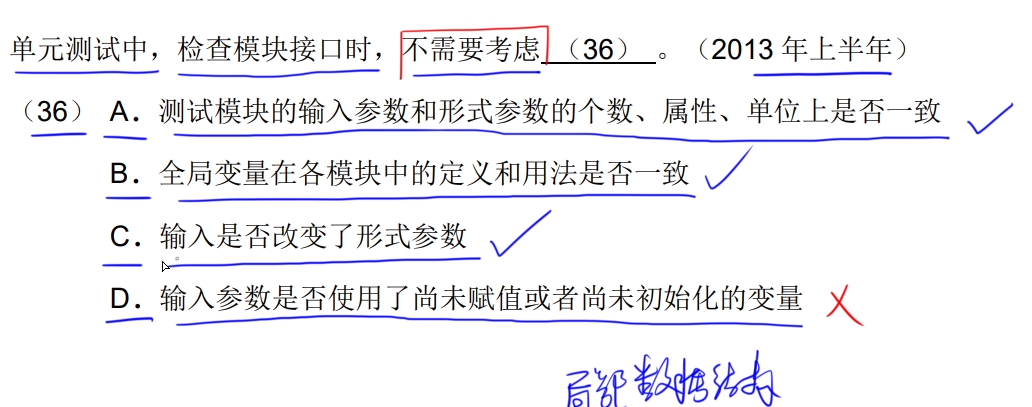 单元测试中，检查模块接口时，不需要考虑 （36） 。（2013 年上半年）
（36） A．测试模块的输入参数和形式参数的个数、属性、单位上是否一致
B．全局变量在各模块中的定义和用法是否一致
C．输入是否改变了形式参数
D．输入参数是否使用了尚未赋值或者尚未初始化的变量
局部数据结构